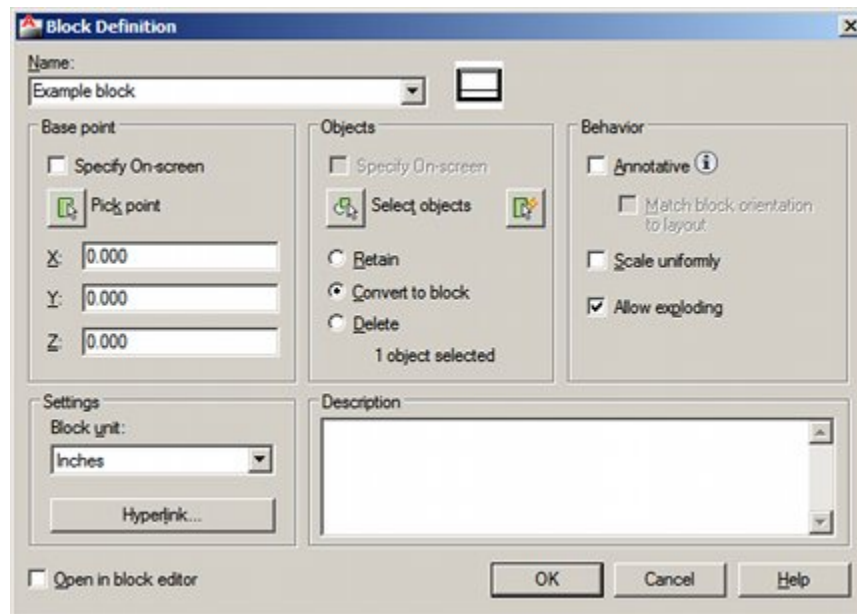 Block Definition
Name:
Example block
Base point
Specify On-screen
Pick point
X: 0.000
Y: 0.000
Z: 0.000
Objects
Specify On-screen
Select objects
Retain
Convert to block
Delete
1 object selected
Behavior
Annotative
Match block orientation
to layout
Scale uniformly
Allow exploding
Settings
Block unit:
Inches
Hyperlink...
Description
Open in block editor
OK
Cancel
Help